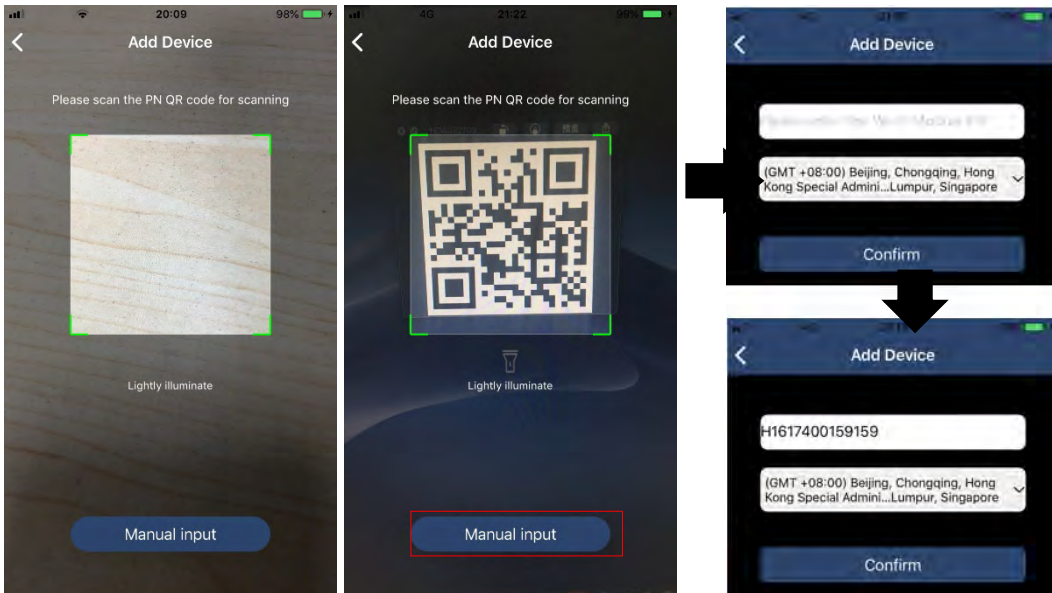 20:09
98%
Add Device
Please scan the PN QR code for scanning
Lightly illuminate
Manual input
4G
21:22
99%
Add Device
Please scan the PN QR code for scanning
Lightly illuminate
Manual input
Add Device
(GMT +08:00) Beijing, Chongqing, Hong
Kong Special Admini...Lumpur, Singapore
Confirm
Add Device
H1617400159159
(GMT +08:00) Beijing, Chongqing, Hong
Kong Special Admini...Lumpur, Singapore
Confirm